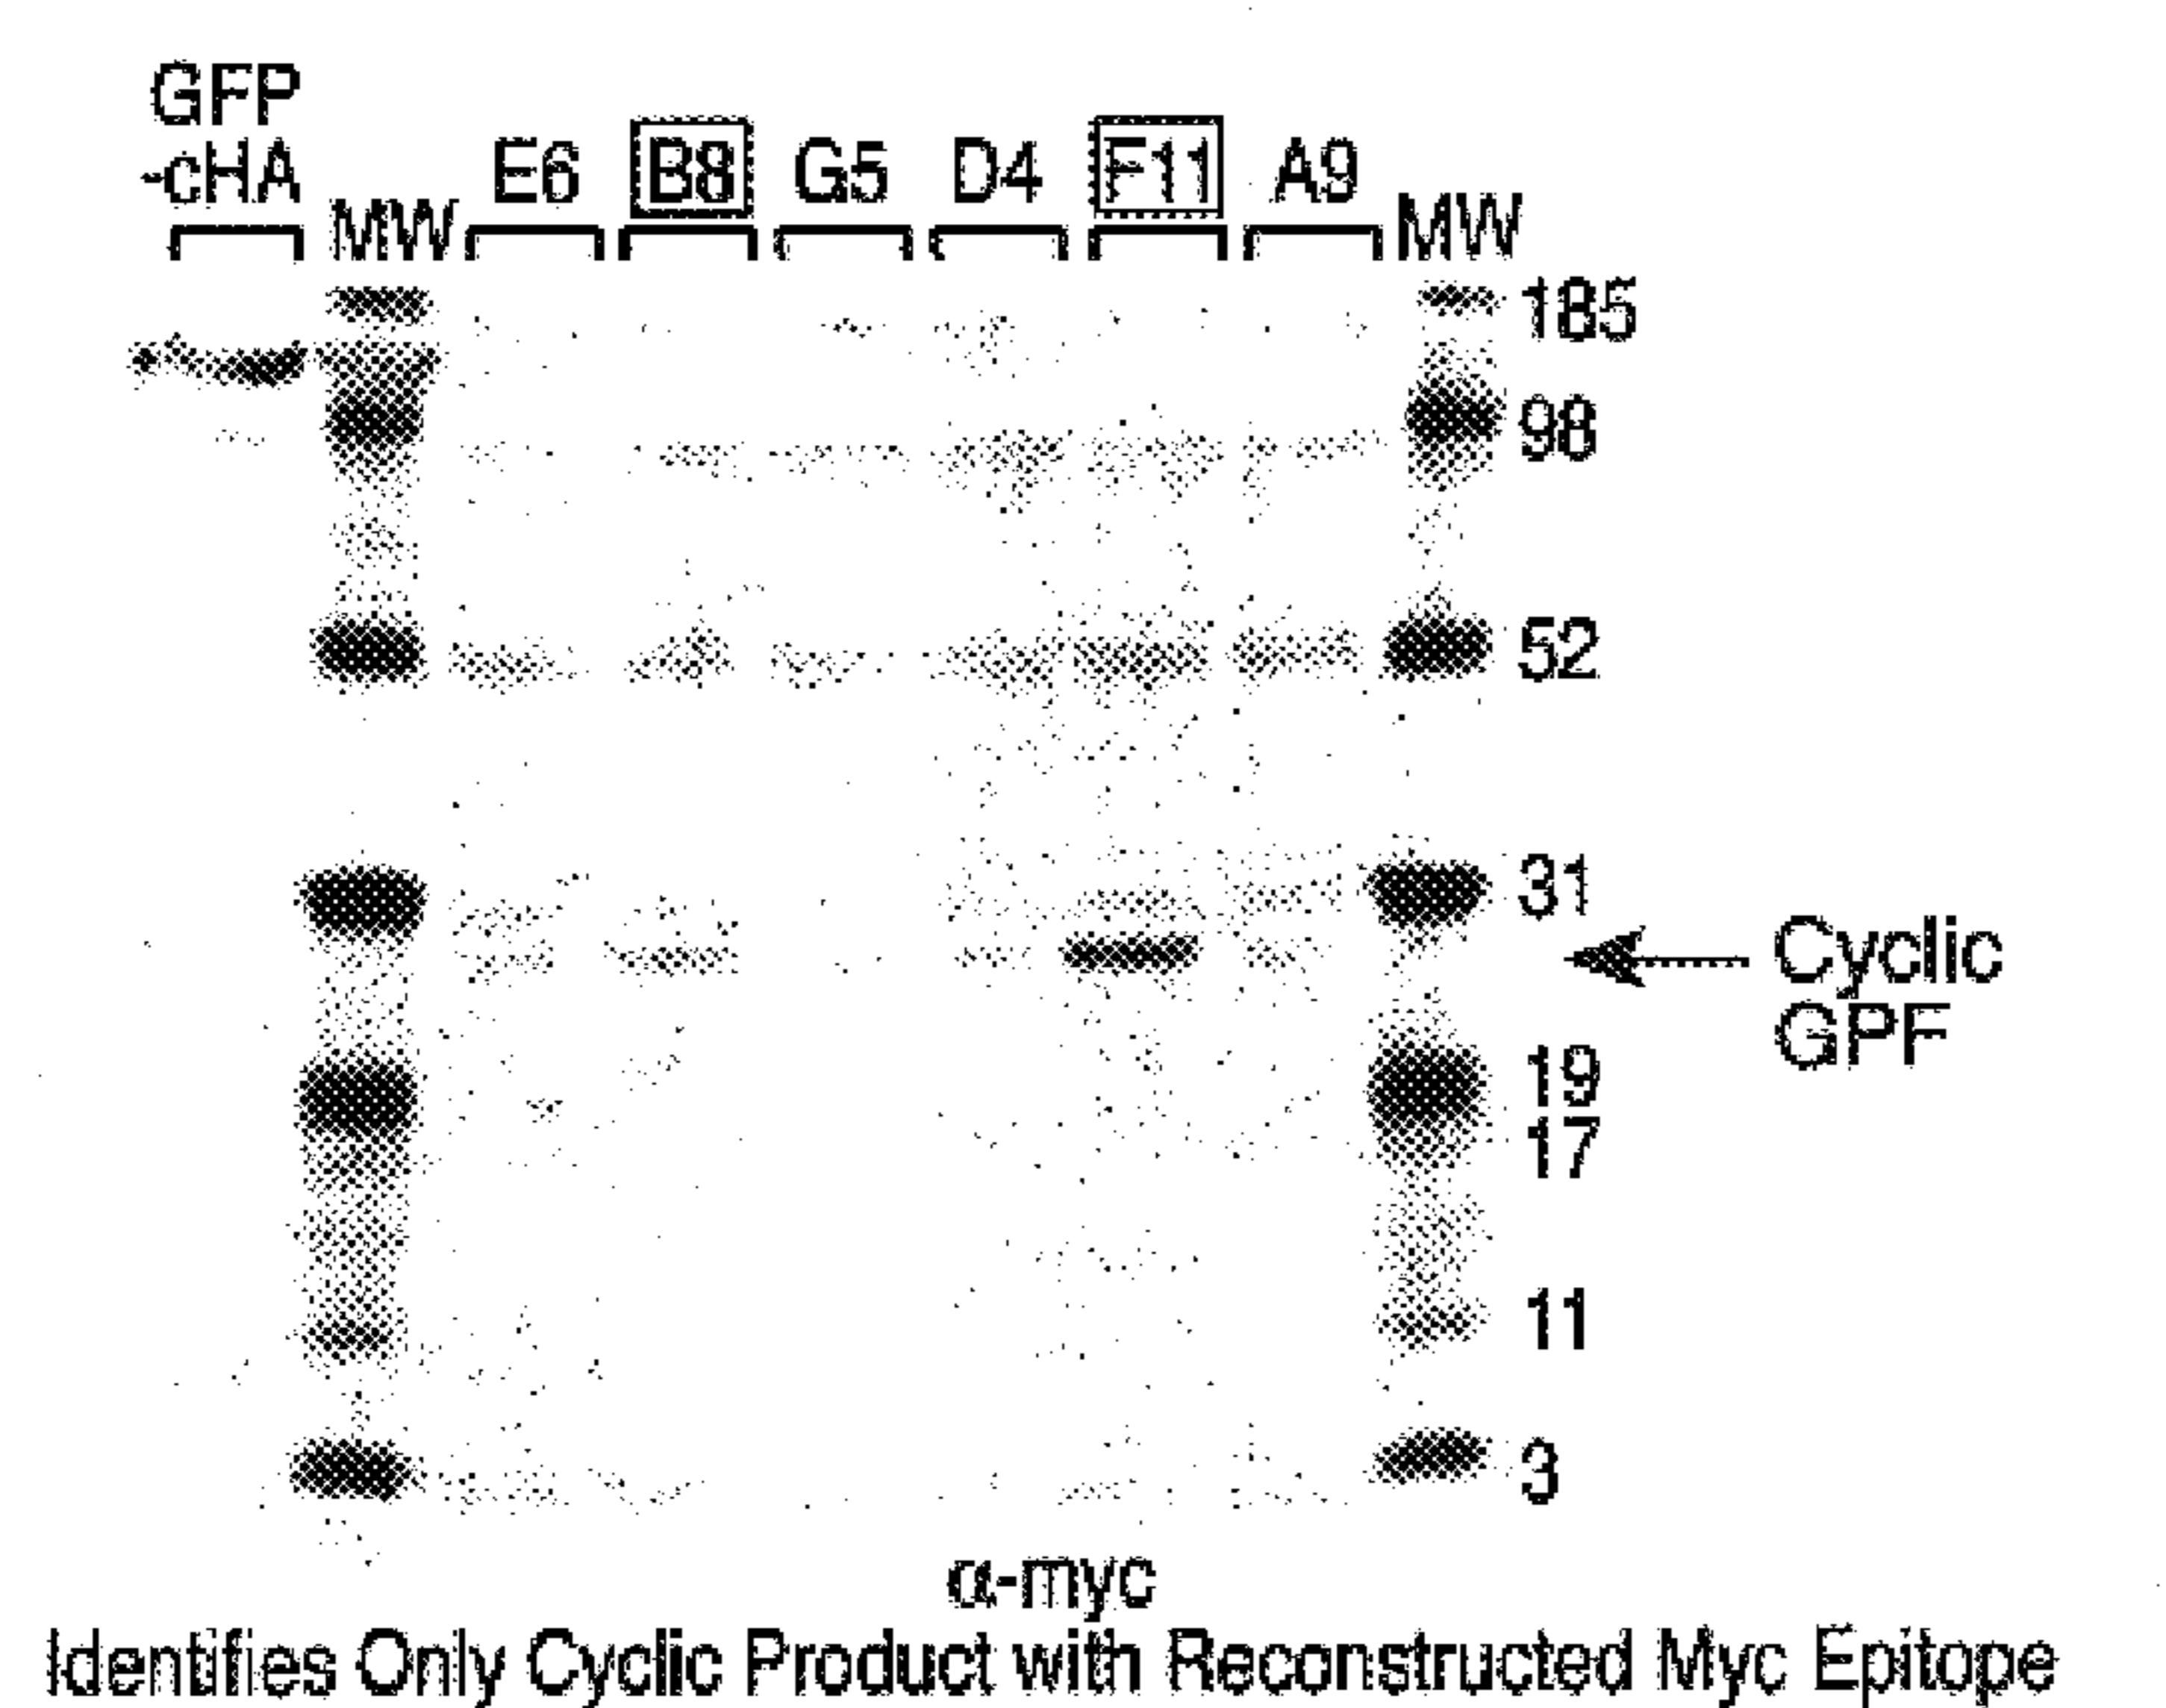 GFP
-cHA
MW E6 B8 G5 D4 F11 A9 MW
185
98
52
31
Cyclic
GPF
19
17
11
3
α-myc
Identifies Only Cyclic Product with Reconstructed Myc Epitope